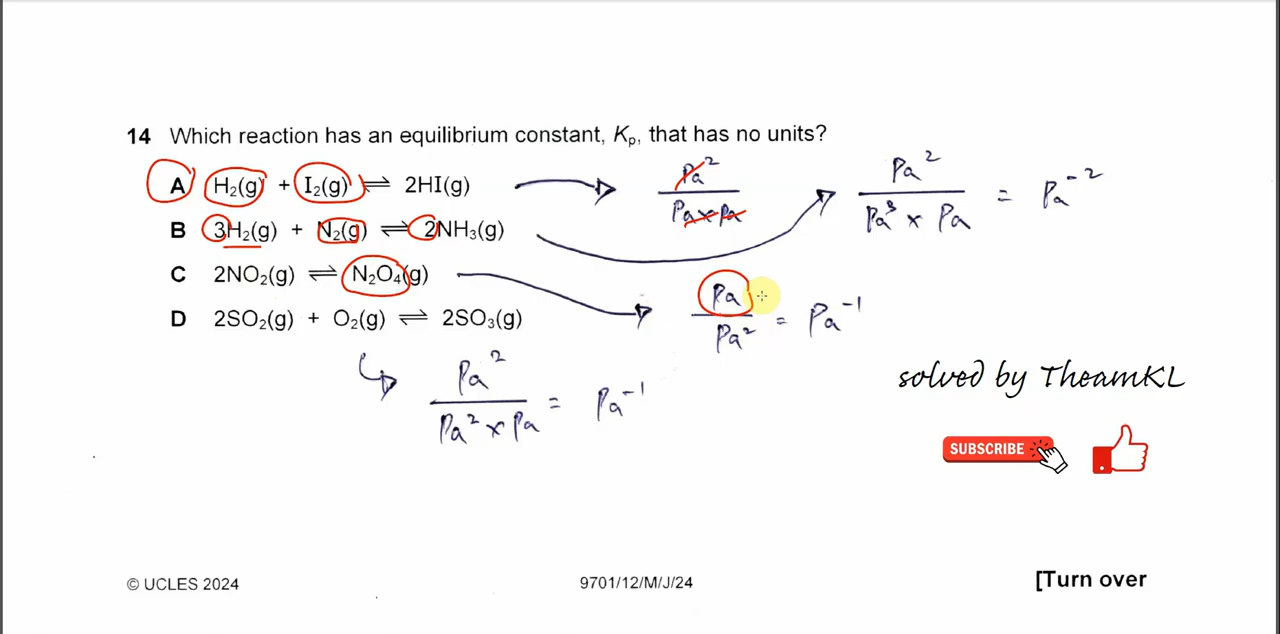 14 Which reaction has an equilibrium constant, Kp, that has no units?
A H₂(g) + I₂(g) ⇌ 2HI(g)
B 3H₂(g) + N₂(g) ⇌ 2NH₃(g)
C 2NO₂(g) ⇌ N₂O₄(g)
D 2SO₂(g) + O₂(g) ⇌ 2SO₃(g)
Pa²
Pa x Pa
Pa²
Pa³ x Pa
= Pa⁻²
Pa
Pa²
= Pa⁻¹
Pa²
Pa² x Pa
= Pa⁻¹
solved by TheamKL
SUBSCRIBE
© UCLES 2024
9701/12/M/J/24
[Turn over